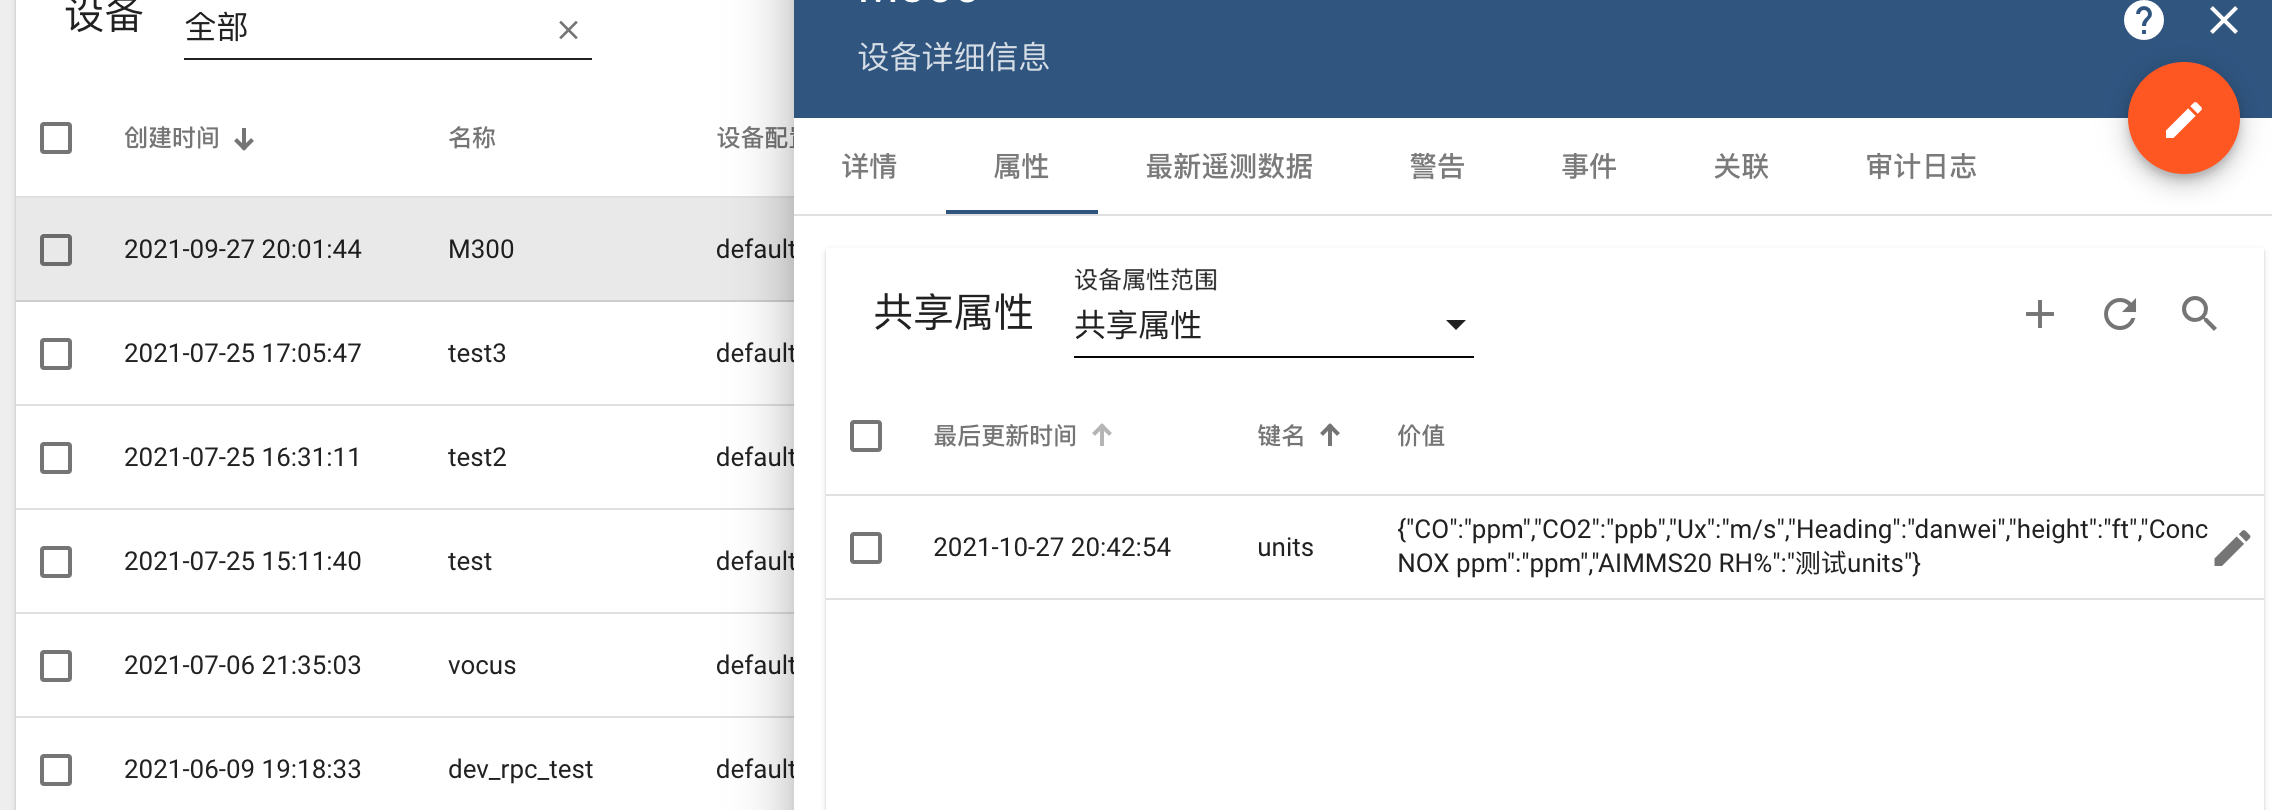 设备
全部
创建时间 名称 设备配
2021-09-27 20:01:44 M300 default
2021-07-25 17:05:47 test3 default
2021-07-25 16:31:11 test2 default
2021-07-25 15:11:40 test default
2021-07-06 21:35:03 vocus default
2021-06-09 19:18:33 dev_rpc_test default
M300
设备详细信息
详情 属性 最新遥测数据 警告 事件 关联 审计日志
共享属性
设备属性范围
共享属性
最后更新时间 键名 价值
2021-10-27 20:42:54 units {"CO":"ppm","CO2":"ppb","Ux":"m/s","Heading":"danwei","height":"ft","Conc
NOX ppm":"ppm","AIMMS20 RH%":"测试units"}